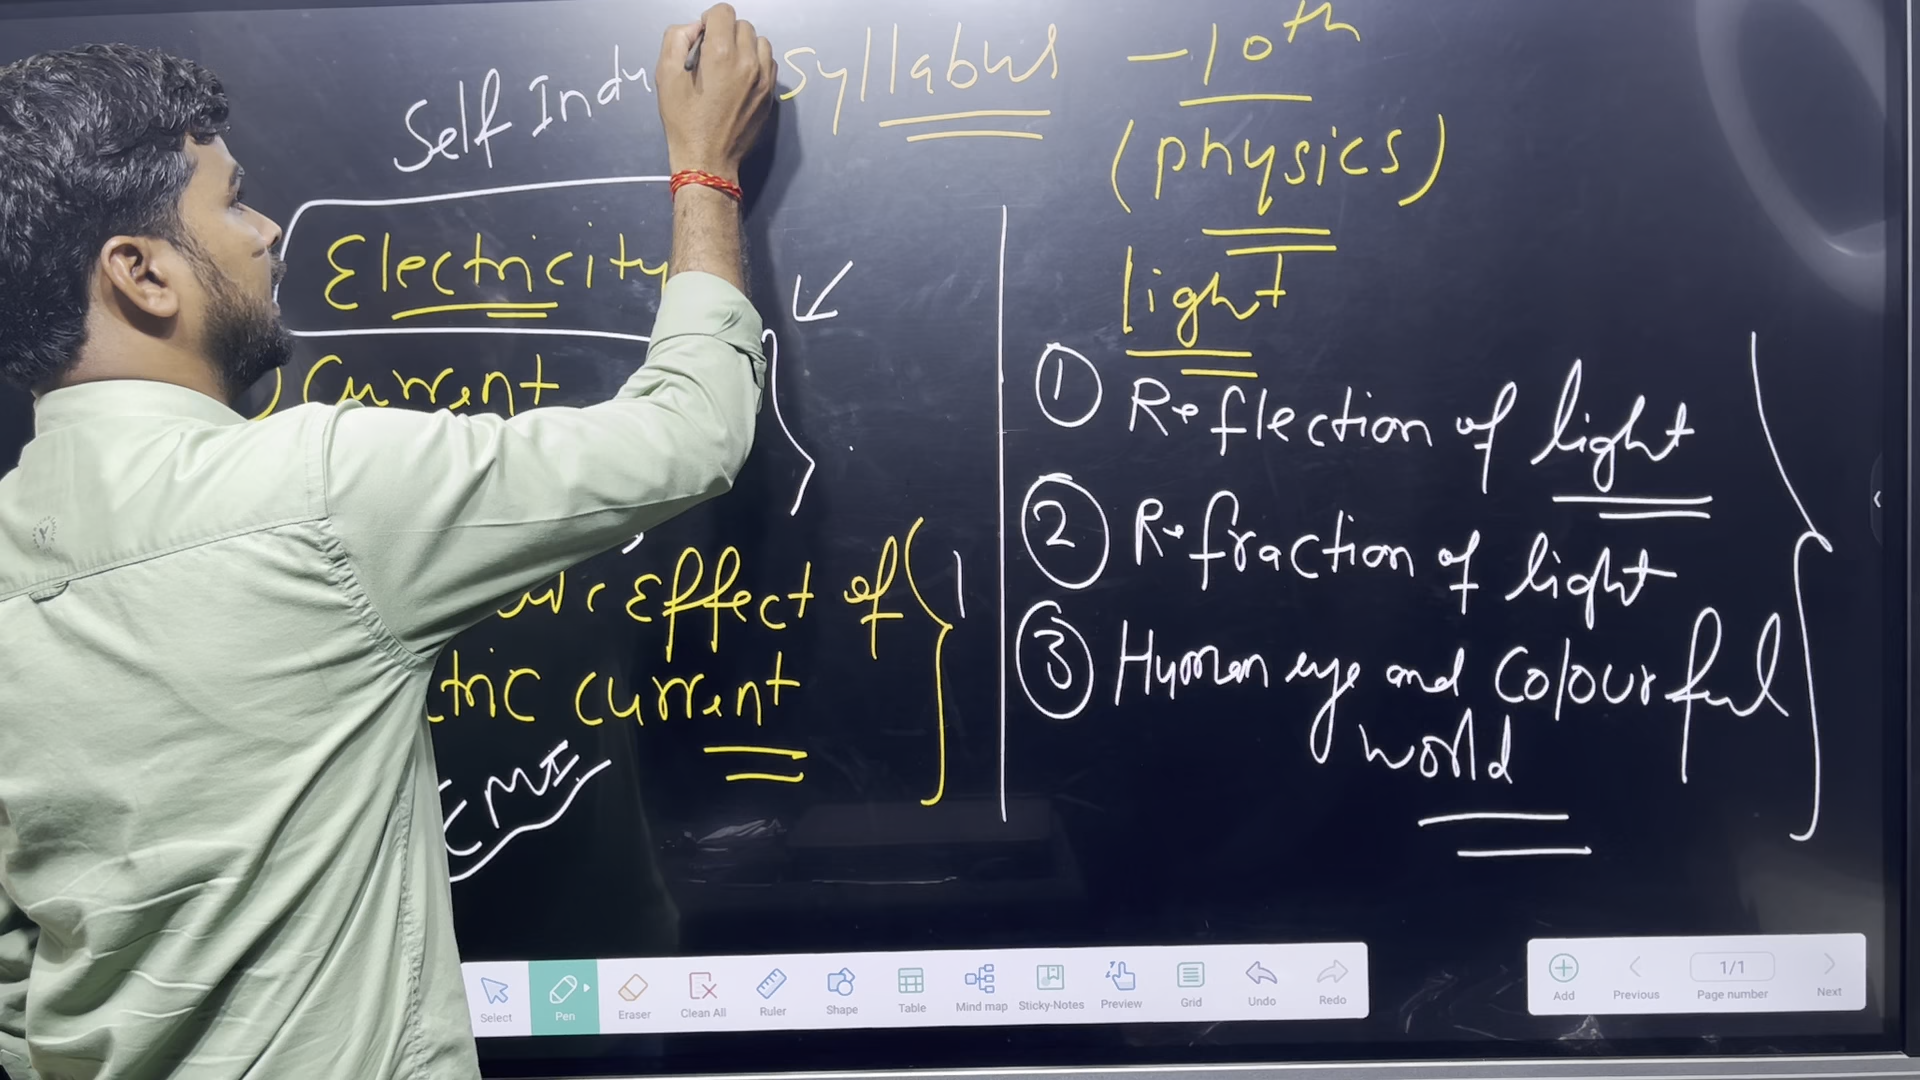 Self Indu
Syllabus - 10th
(physics)
Electricity
Current
Effect of
ctric current
EMI
light
① Reflection of light
② Refraction of light
③ Human eye and Colourful
world
Select
Pen
Eraser
Clean All
Ruler
Shape
Table
Mind map
Sticky-Notes
Preview
Grid
Undo
Redo
Add
Previous
1/1
Page number
Next